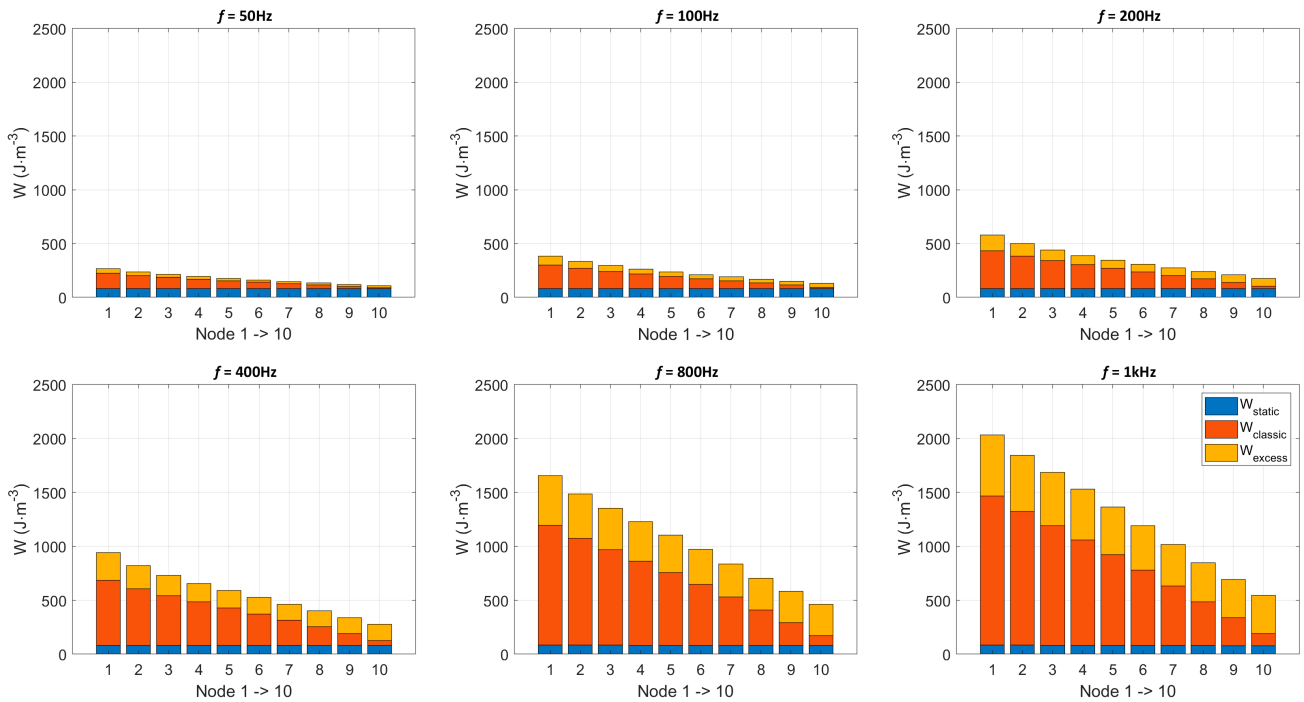 f = 50Hz
2500
2000
1500
1000
500
0
W (J·m-3)
1 2 3 4 5 6 7 8 9 10
Node 1 -> 10
f = 100Hz
2500
2000
1500
1000
500
0
W (J·m-3)
1 2 3 4 5 6 7 8 9 10
Node 1 -> 10
f = 200Hz
2500
2000
1500
1000
500
0
W (J·m-3)
1 2 3 4 5 6 7 8 9 10
Node 1 -> 10
f = 400Hz
2500
2000
1500
1000
500
0
W (J·m-3)
1 2 3 4 5 6 7 8 9 10
Node 1 -> 10
f = 800Hz
2500
2000
1500
1000
500
0
W (J·m-3)
1 2 3 4 5 6 7 8 9 10
Node 1 -> 10
f = 1kHz
2500
2000
1500
1000
500
0
W (J·m-3)
Wstatic
Wclassic
Wexcess
1 2 3 4 5 6 7 8 9 10
Node 1 -> 10